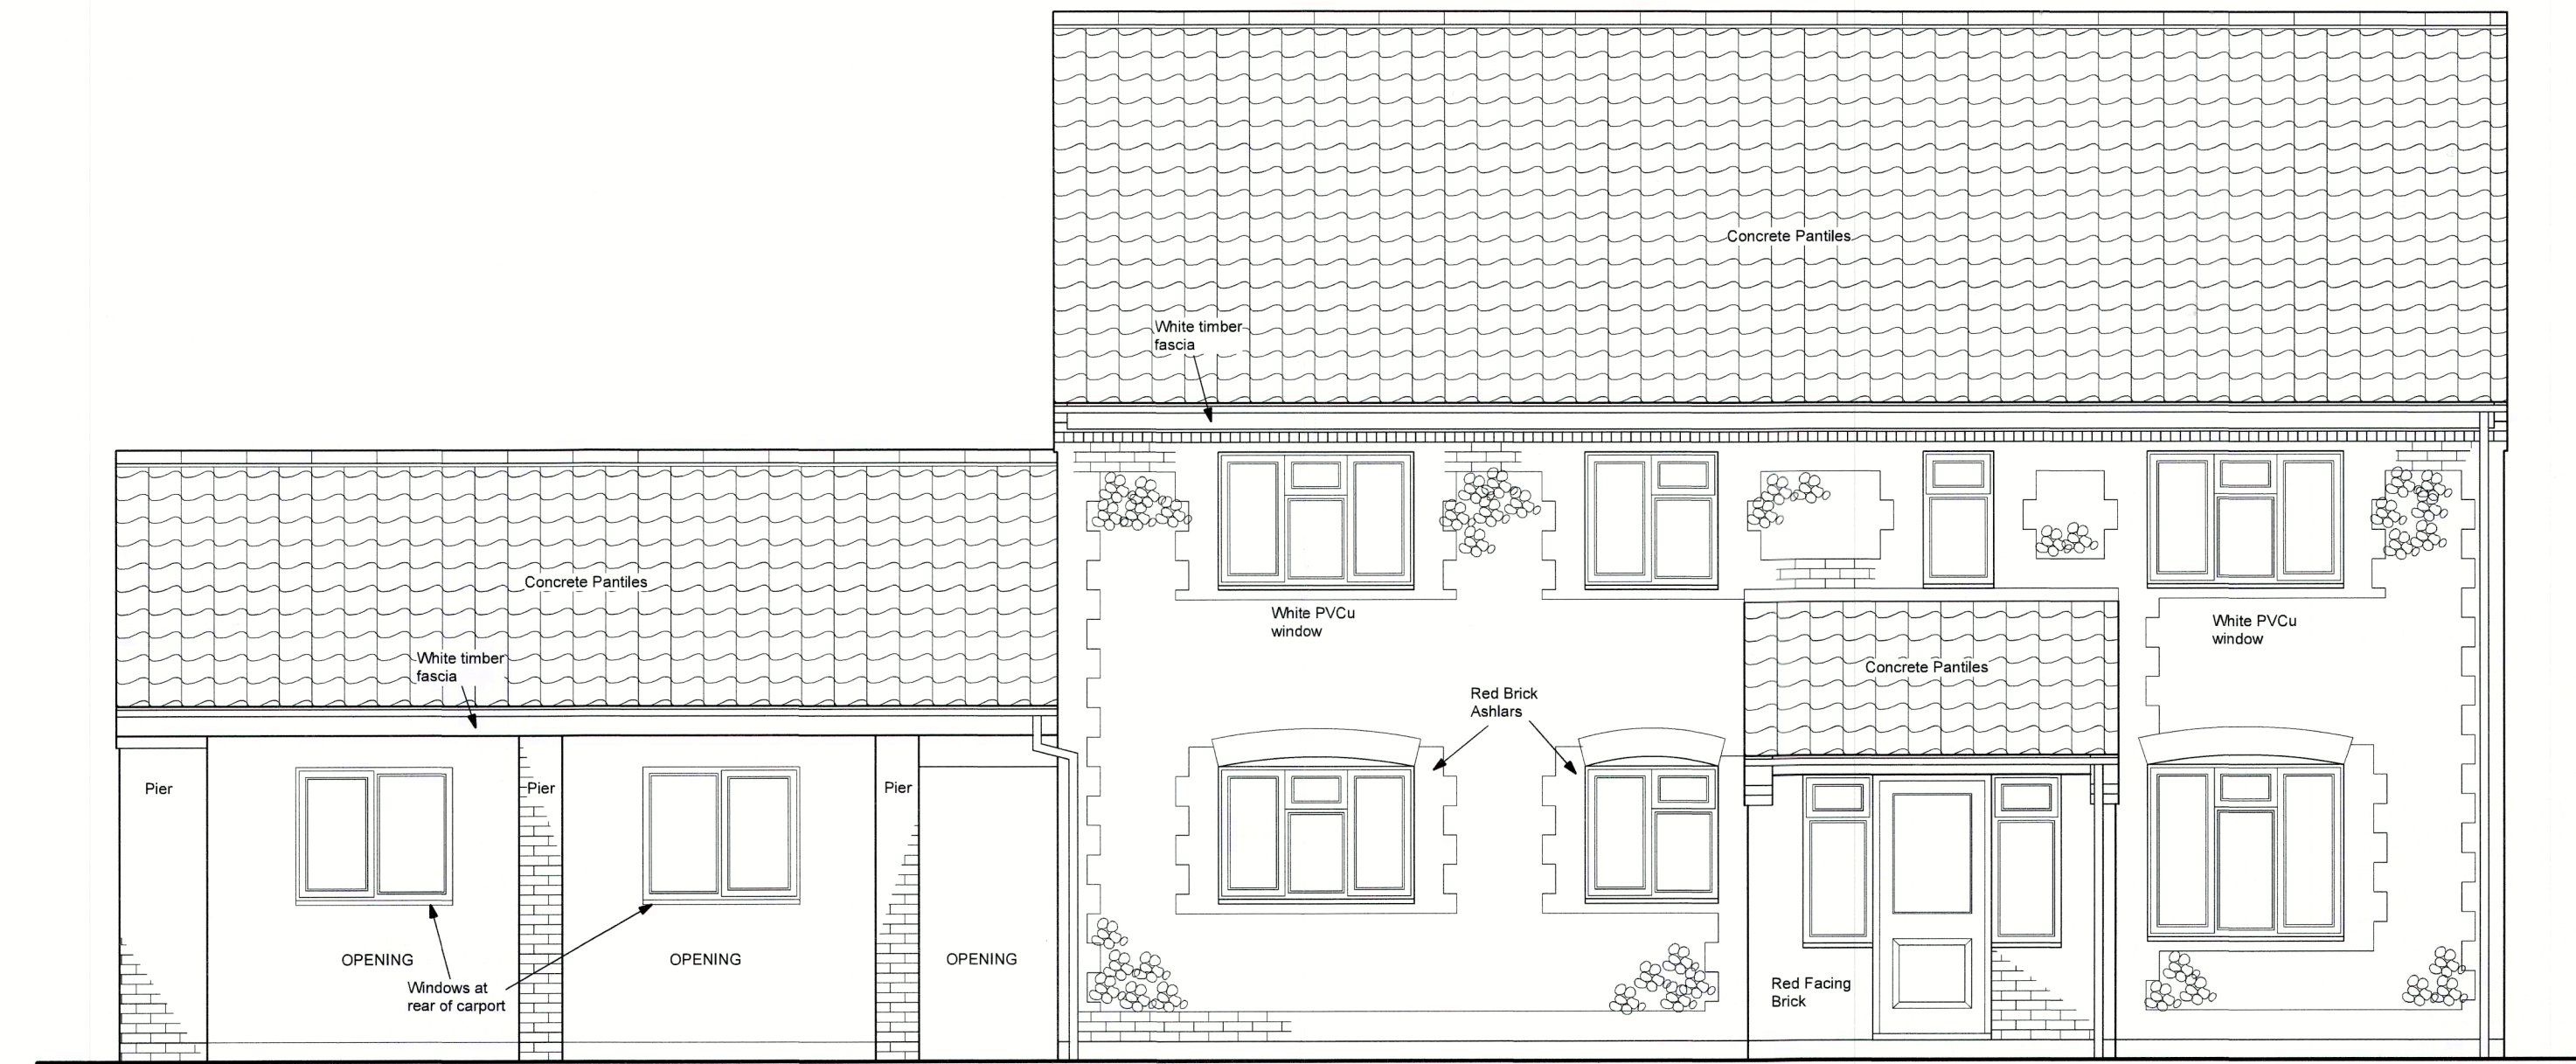 Concrete Pantiles
White timber
fascia
Concrete Pantiles
White PVCu
window
White PVCu
window
White timber
fascia
Concrete Pantiles
Red Brick
Ashlars
Pier
Pier
Pier
OPENING
OPENING
OPENING
Windows at
rear of carport
Red Facing
Brick